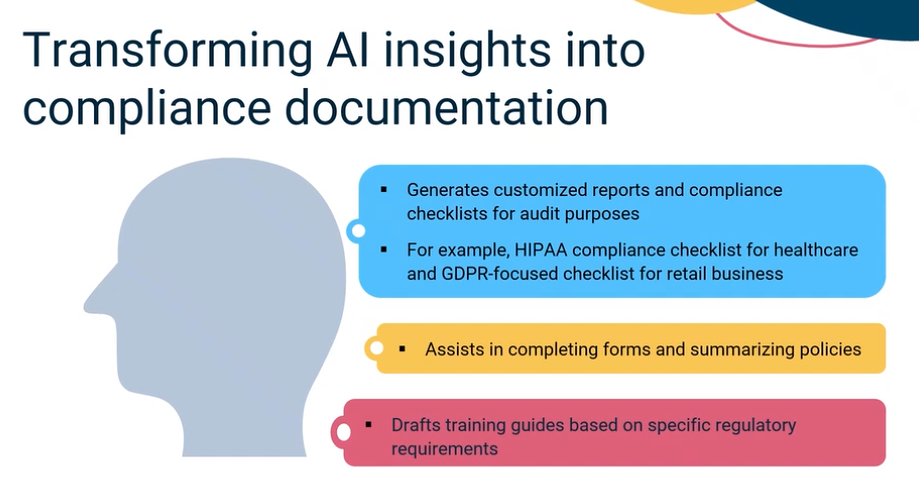 Transforming AI insights into
compliance documentation
▪ Generates customized reports and compliance
checklists for audit purposes
▪ For example, HIPAA compliance checklist for healthcare
and GDPR-focused checklist for retail business
▪ Assists in completing forms and summarizing policies
▪ Drafts training guides based on specific regulatory
requirements